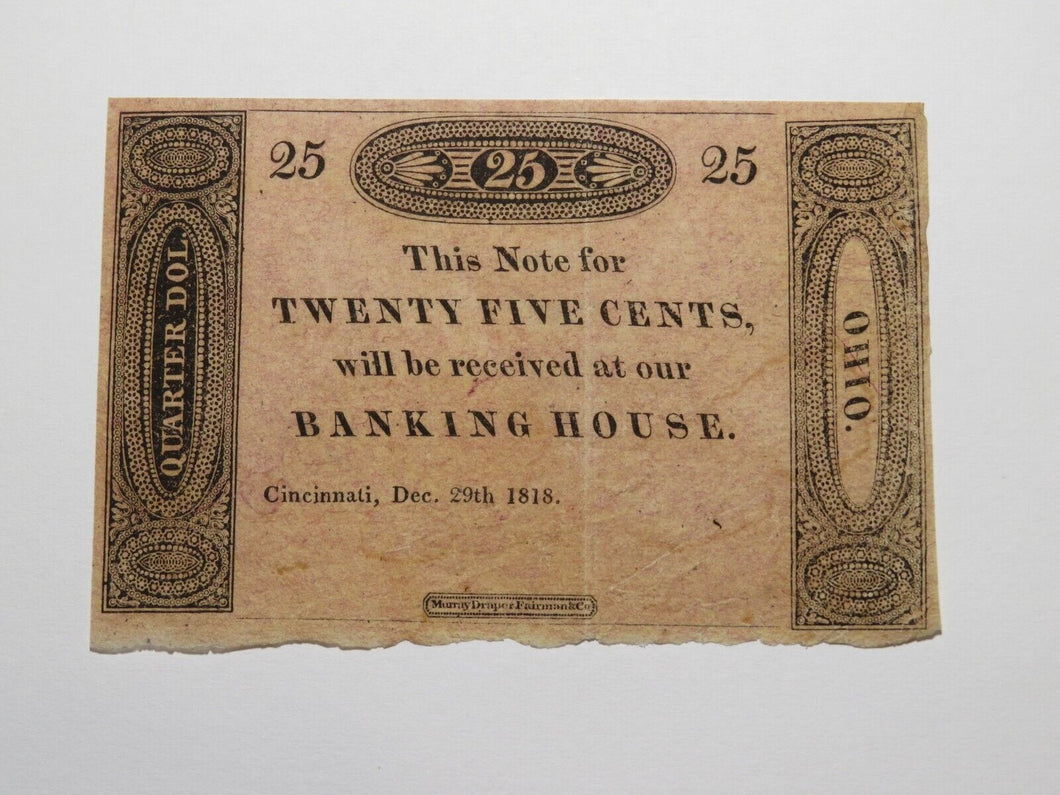 25 25 25
QUARTER DOL.
This Note for
TWENTY FIVE CENTS,
will be received at our
BANKING HOUSE.
OHIO.
Cincinnati, Dec. 29th 1818.
Murray Draper Fairman & Co